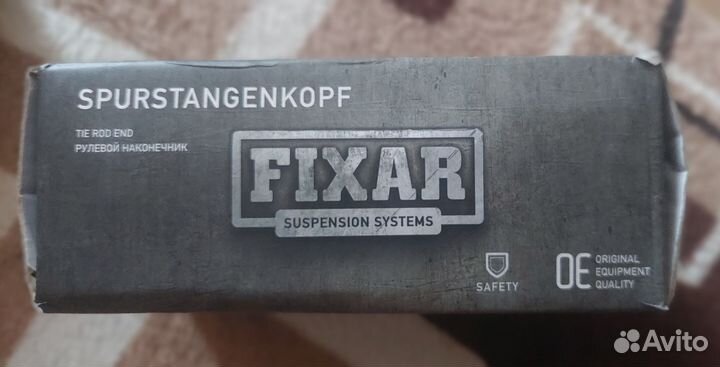 SPURSTANGENKOPF
TIE ROD END
РУЛЕВОЙ НАКОНЕЧНИК
FIXAR
SUSPENSION SYSTEMS
SAFETY
OE ORIGINAL
EQUIPMENT
QUALITY
Avito